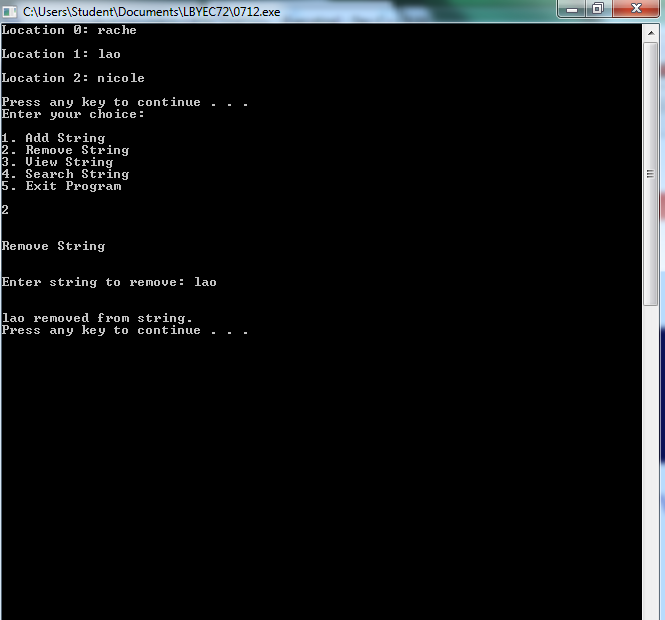 C:\Users\Student\Documents\LBYEC72\0712.exe
Location 0: rache
Location 1: lao
Location 2: nicole
Press any key to continue . . .
Enter your choice:
1. Add String
2. Remove String
3. View String
4. Search String
5. Exit Program
2
Remove String
Enter string to remove: lao
lao removed from string.
Press any key to continue . . .